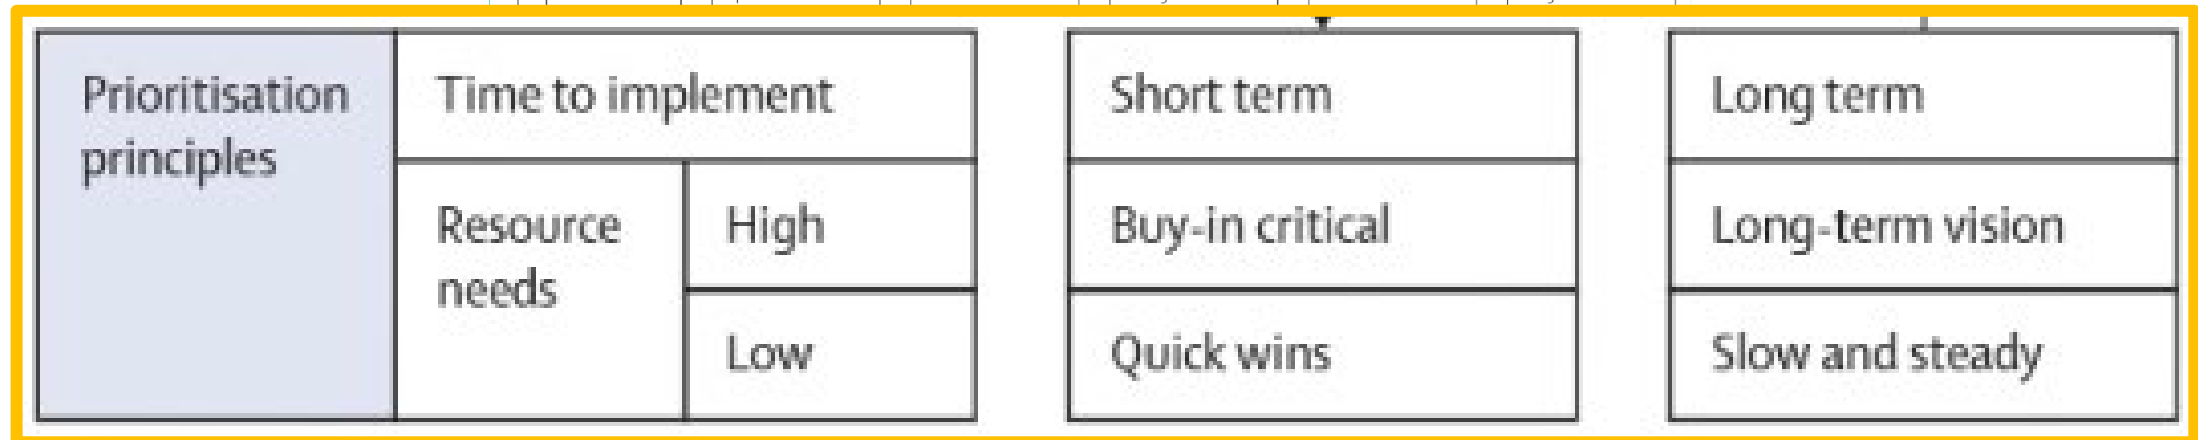 Prioritisation
principles
Time to implement
Short term
Long term
Resource
needs
High
Buy-in critical
Long-term vision
Low
Quick wins
Slow and steady